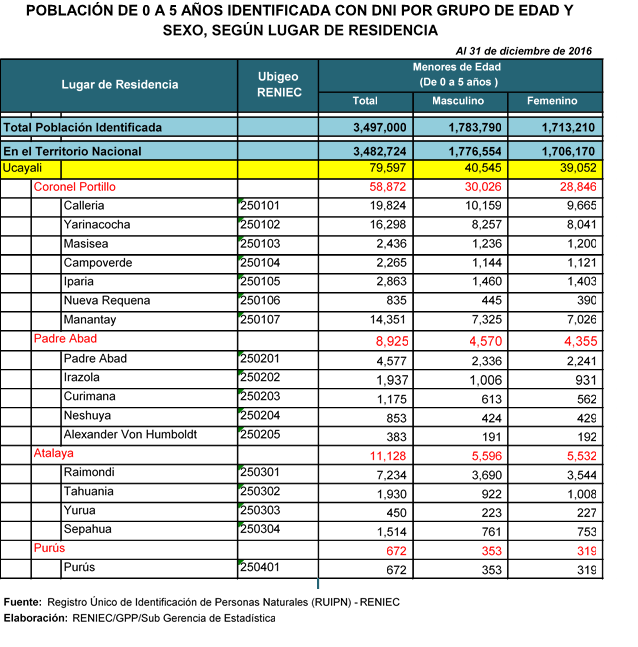 POBLACIÓN DE 0 A 5 AÑOS IDENTIFICADA CON DNI POR GRUPO DE EDAD Y
SEXO, SEGÚN LUGAR DE RESIDENCIA
Al 31 de diciembre de 2016
Lugar de Residencia Ubigeo RENIEC Menores de Edad (De 0 a 5 años )
Total Masculino Femenino
Total Población Identificada 3,497,000 1,783,790 1,713,210
En el Territorio Nacional 3,482,724 1,776,554 1,706,170
Ucayali 79,597 40,545 39,052
Coronel Portillo 58,872 30,026 28,846
Calleria 250101 19,824 10,159 9,665
Yarinacocha 250102 16,298 8,257 8,041
Masisea 250103 2,436 1,236 1,200
Campoverde 250104 2,265 1,144 1,121
Iparia 250105 2,863 1,460 1,403
Nueva Requena 250106 835 445 390
Manantay 250107 14,351 7,325 7,026
Padre Abad 8,925 4,570 4,355
Padre Abad 250201 4,577 2,336 2,241
Irazola 250202 1,937 1,006 931
Curimana 250203 1,175 613 562
Neshuya 250204 853 424 429
Alexander Von Humboldt 250205 383 191 192
Atalaya 11,128 5,596 5,532
Raimondi 250301 7,234 3,690 3,544
Tahuania 250302 1,930 922 1,008
Yurua 250303 450 223 227
Sepahua 250304 1,514 761 753
Purús 672 353 319
Purús 250401 672 353 319
Fuente: Registro Único de Identificación de Personas Naturales (RUIPN) - RENIEC
Elaboración: RENIEC/GPP/Sub Gerencia de Estadística